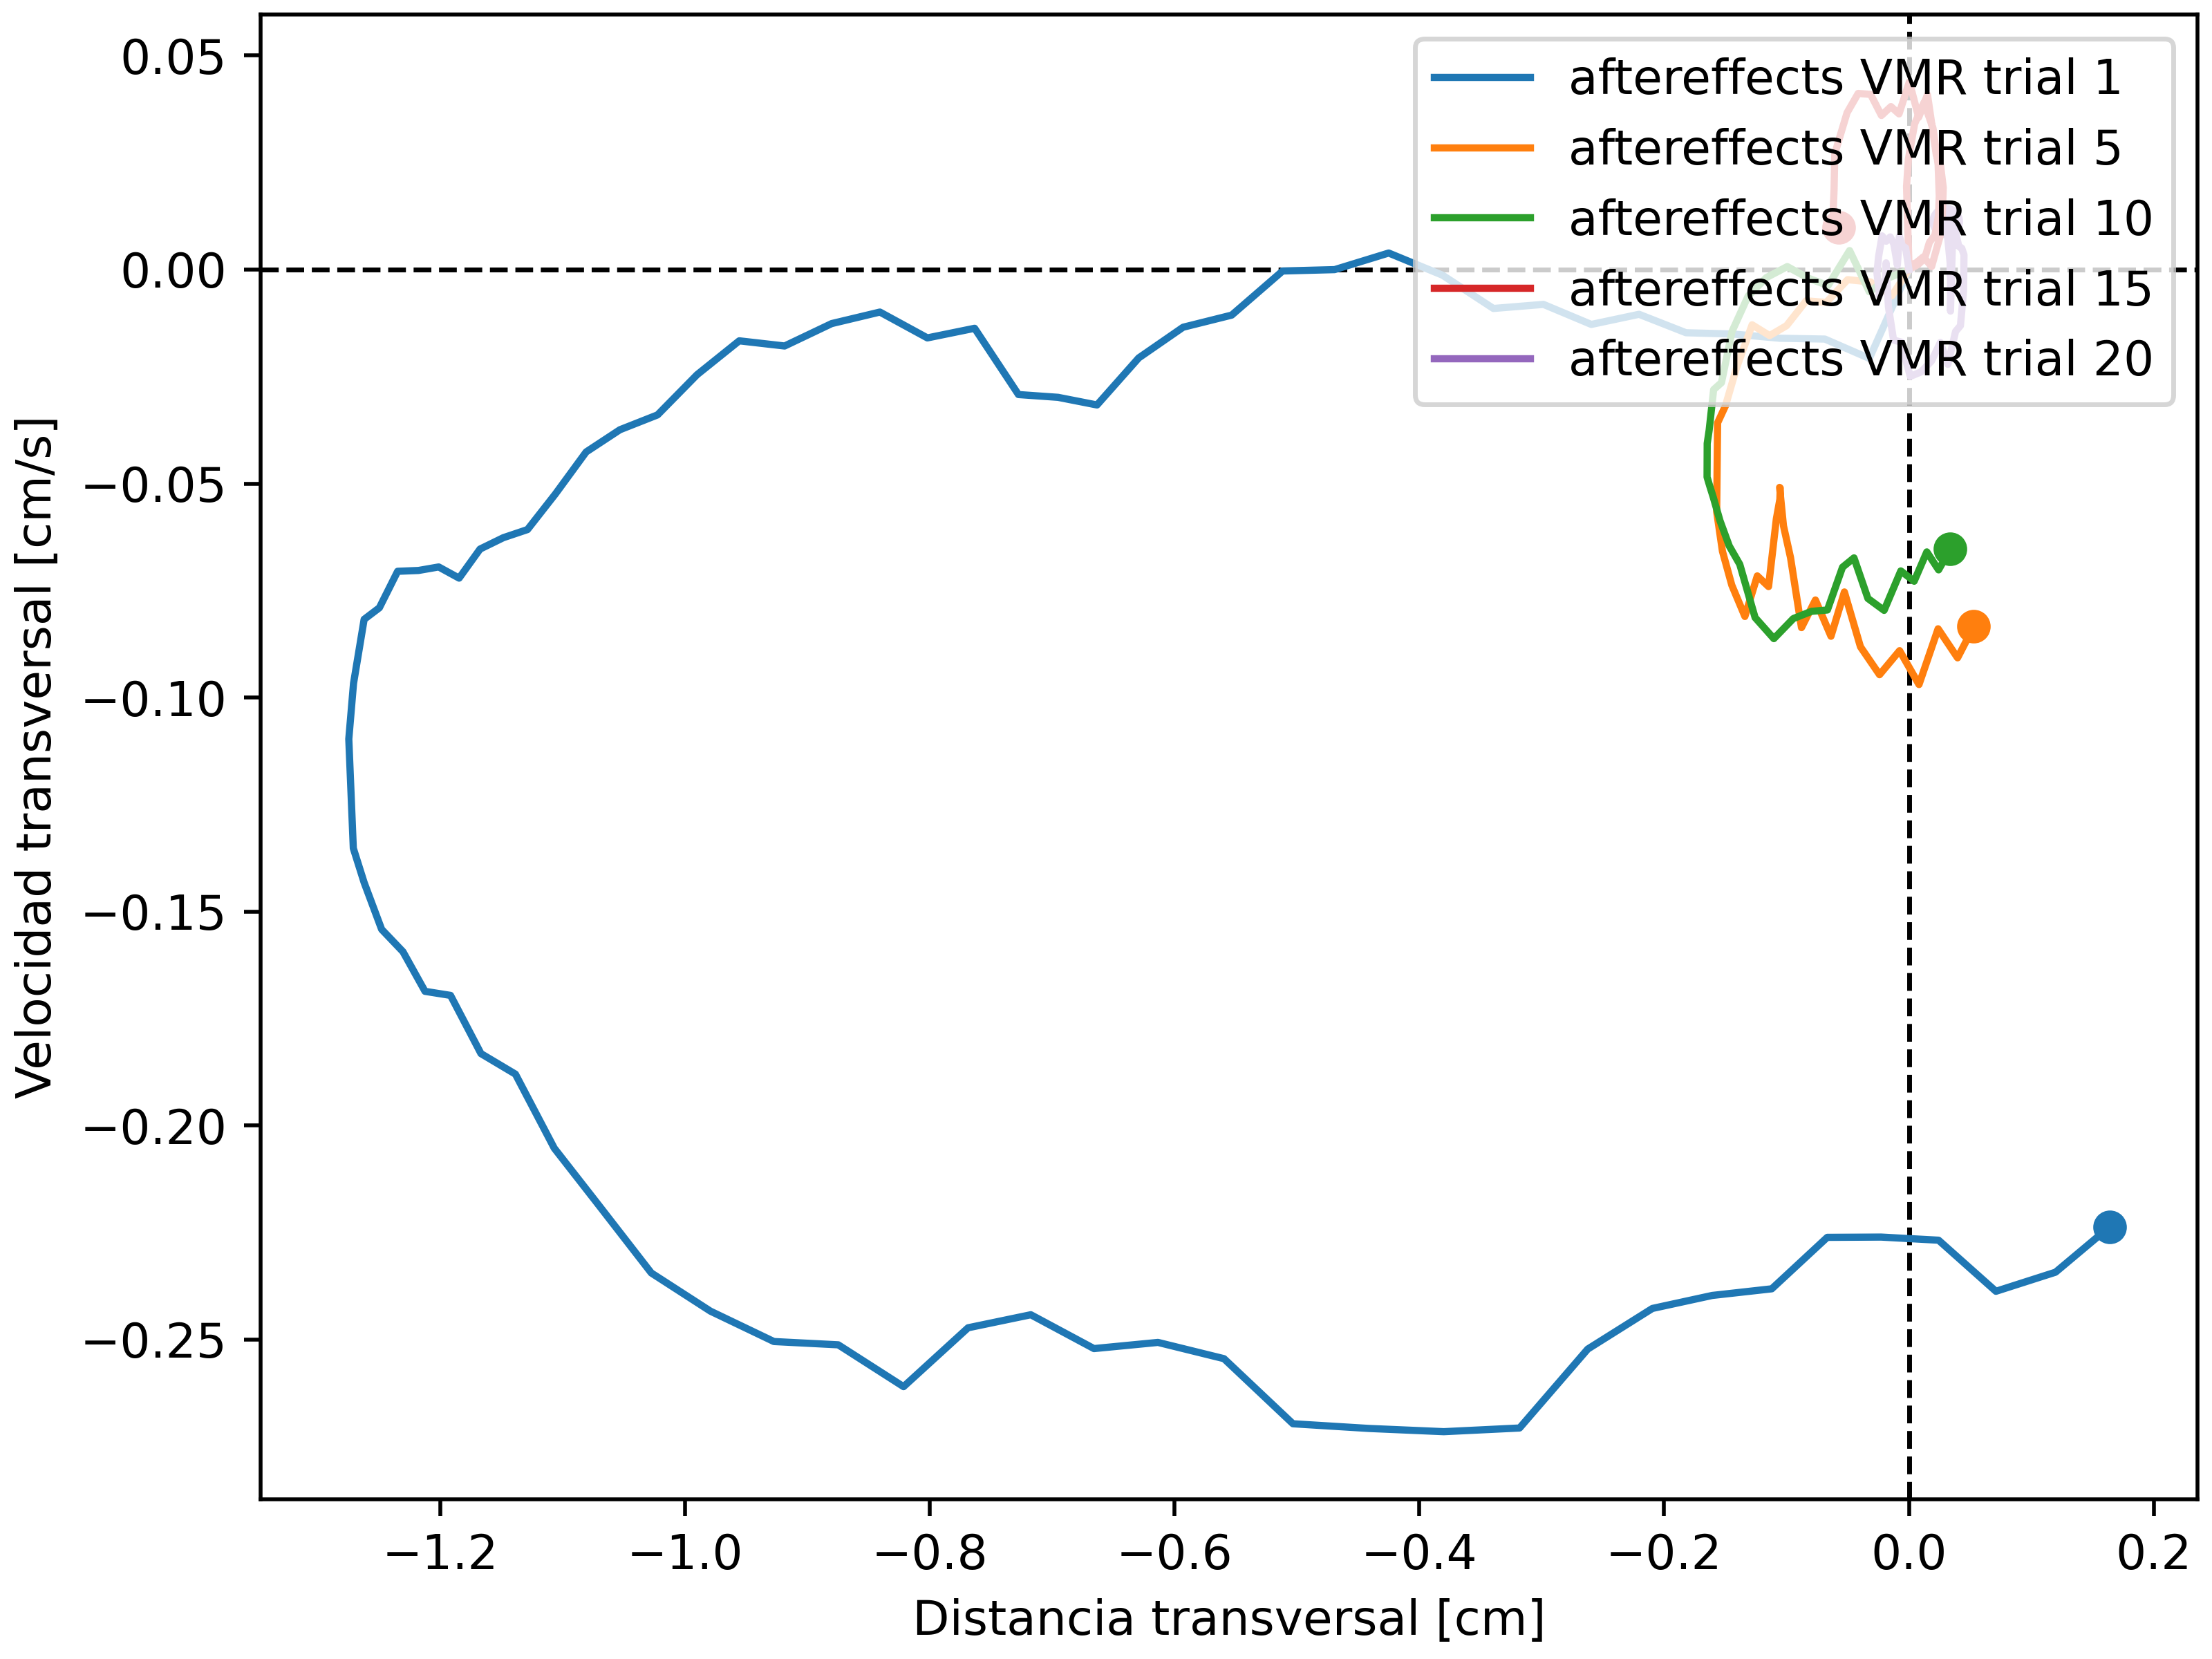 aftereffects VMR trial 1
aftereffects VMR trial 5
aftereffects VMR trial 10
aftereffects VMR trial 15
aftereffects VMR trial 20
0.05
0.00
−0.05
−0.10
−0.15
−0.20
−0.25
Velocidad transversal [cm/s]
−1.2 −1.0 −0.8 −0.6 −0.4 −0.2 0.0 0.2
Distancia transversal [cm]